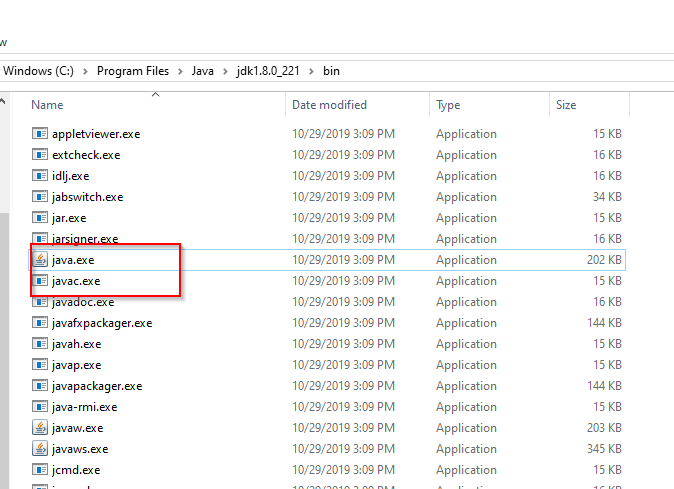 w
Windows (C:) > Program Files > Java > jdk1.8.0_221 > bin
Name Date modified Type Size
appletviewer.exe 10/29/2019 3:09 PM Application 15 KB
extcheck.exe 10/29/2019 3:09 PM Application 16 KB
idlj.exe 10/29/2019 3:09 PM Application 16 KB
jabswitch.exe 10/29/2019 3:09 PM Application 34 KB
jar.exe 10/29/2019 3:09 PM Application 15 KB
jarsigner.exe 10/29/2019 3:09 PM Application 16 KB
java.exe 10/29/2019 3:09 PM Application 202 KB
javac.exe 10/29/2019 3:09 PM Application 15 KB
javadoc.exe 10/29/2019 3:09 PM Application 16 KB
javafxpackager.exe 10/29/2019 3:09 PM Application 144 KB
javah.exe 10/29/2019 3:09 PM Application 15 KB
javap.exe 10/29/2019 3:09 PM Application 15 KB
javapackager.exe 10/29/2019 3:09 PM Application 144 KB
java-rmi.exe 10/29/2019 3:09 PM Application 15 KB
javaw.exe 10/29/2019 3:09 PM Application 203 KB
javaws.exe 10/29/2019 3:09 PM Application 345 KB
jcmd.exe 10/29/2019 3:09 PM Application 16 KB